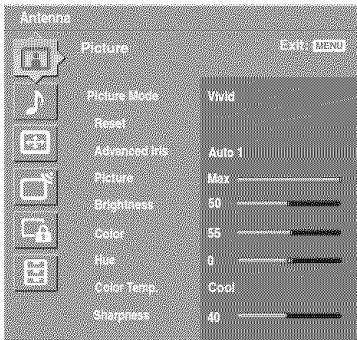 Antenna
Picture Exit: MENU
Picture Mode Vivid
Reset
Advanced Iris Auto 1
Picture Max
Brightness 50
Color 55
Hue 0
Color Temp. Cool
Sharpness 40